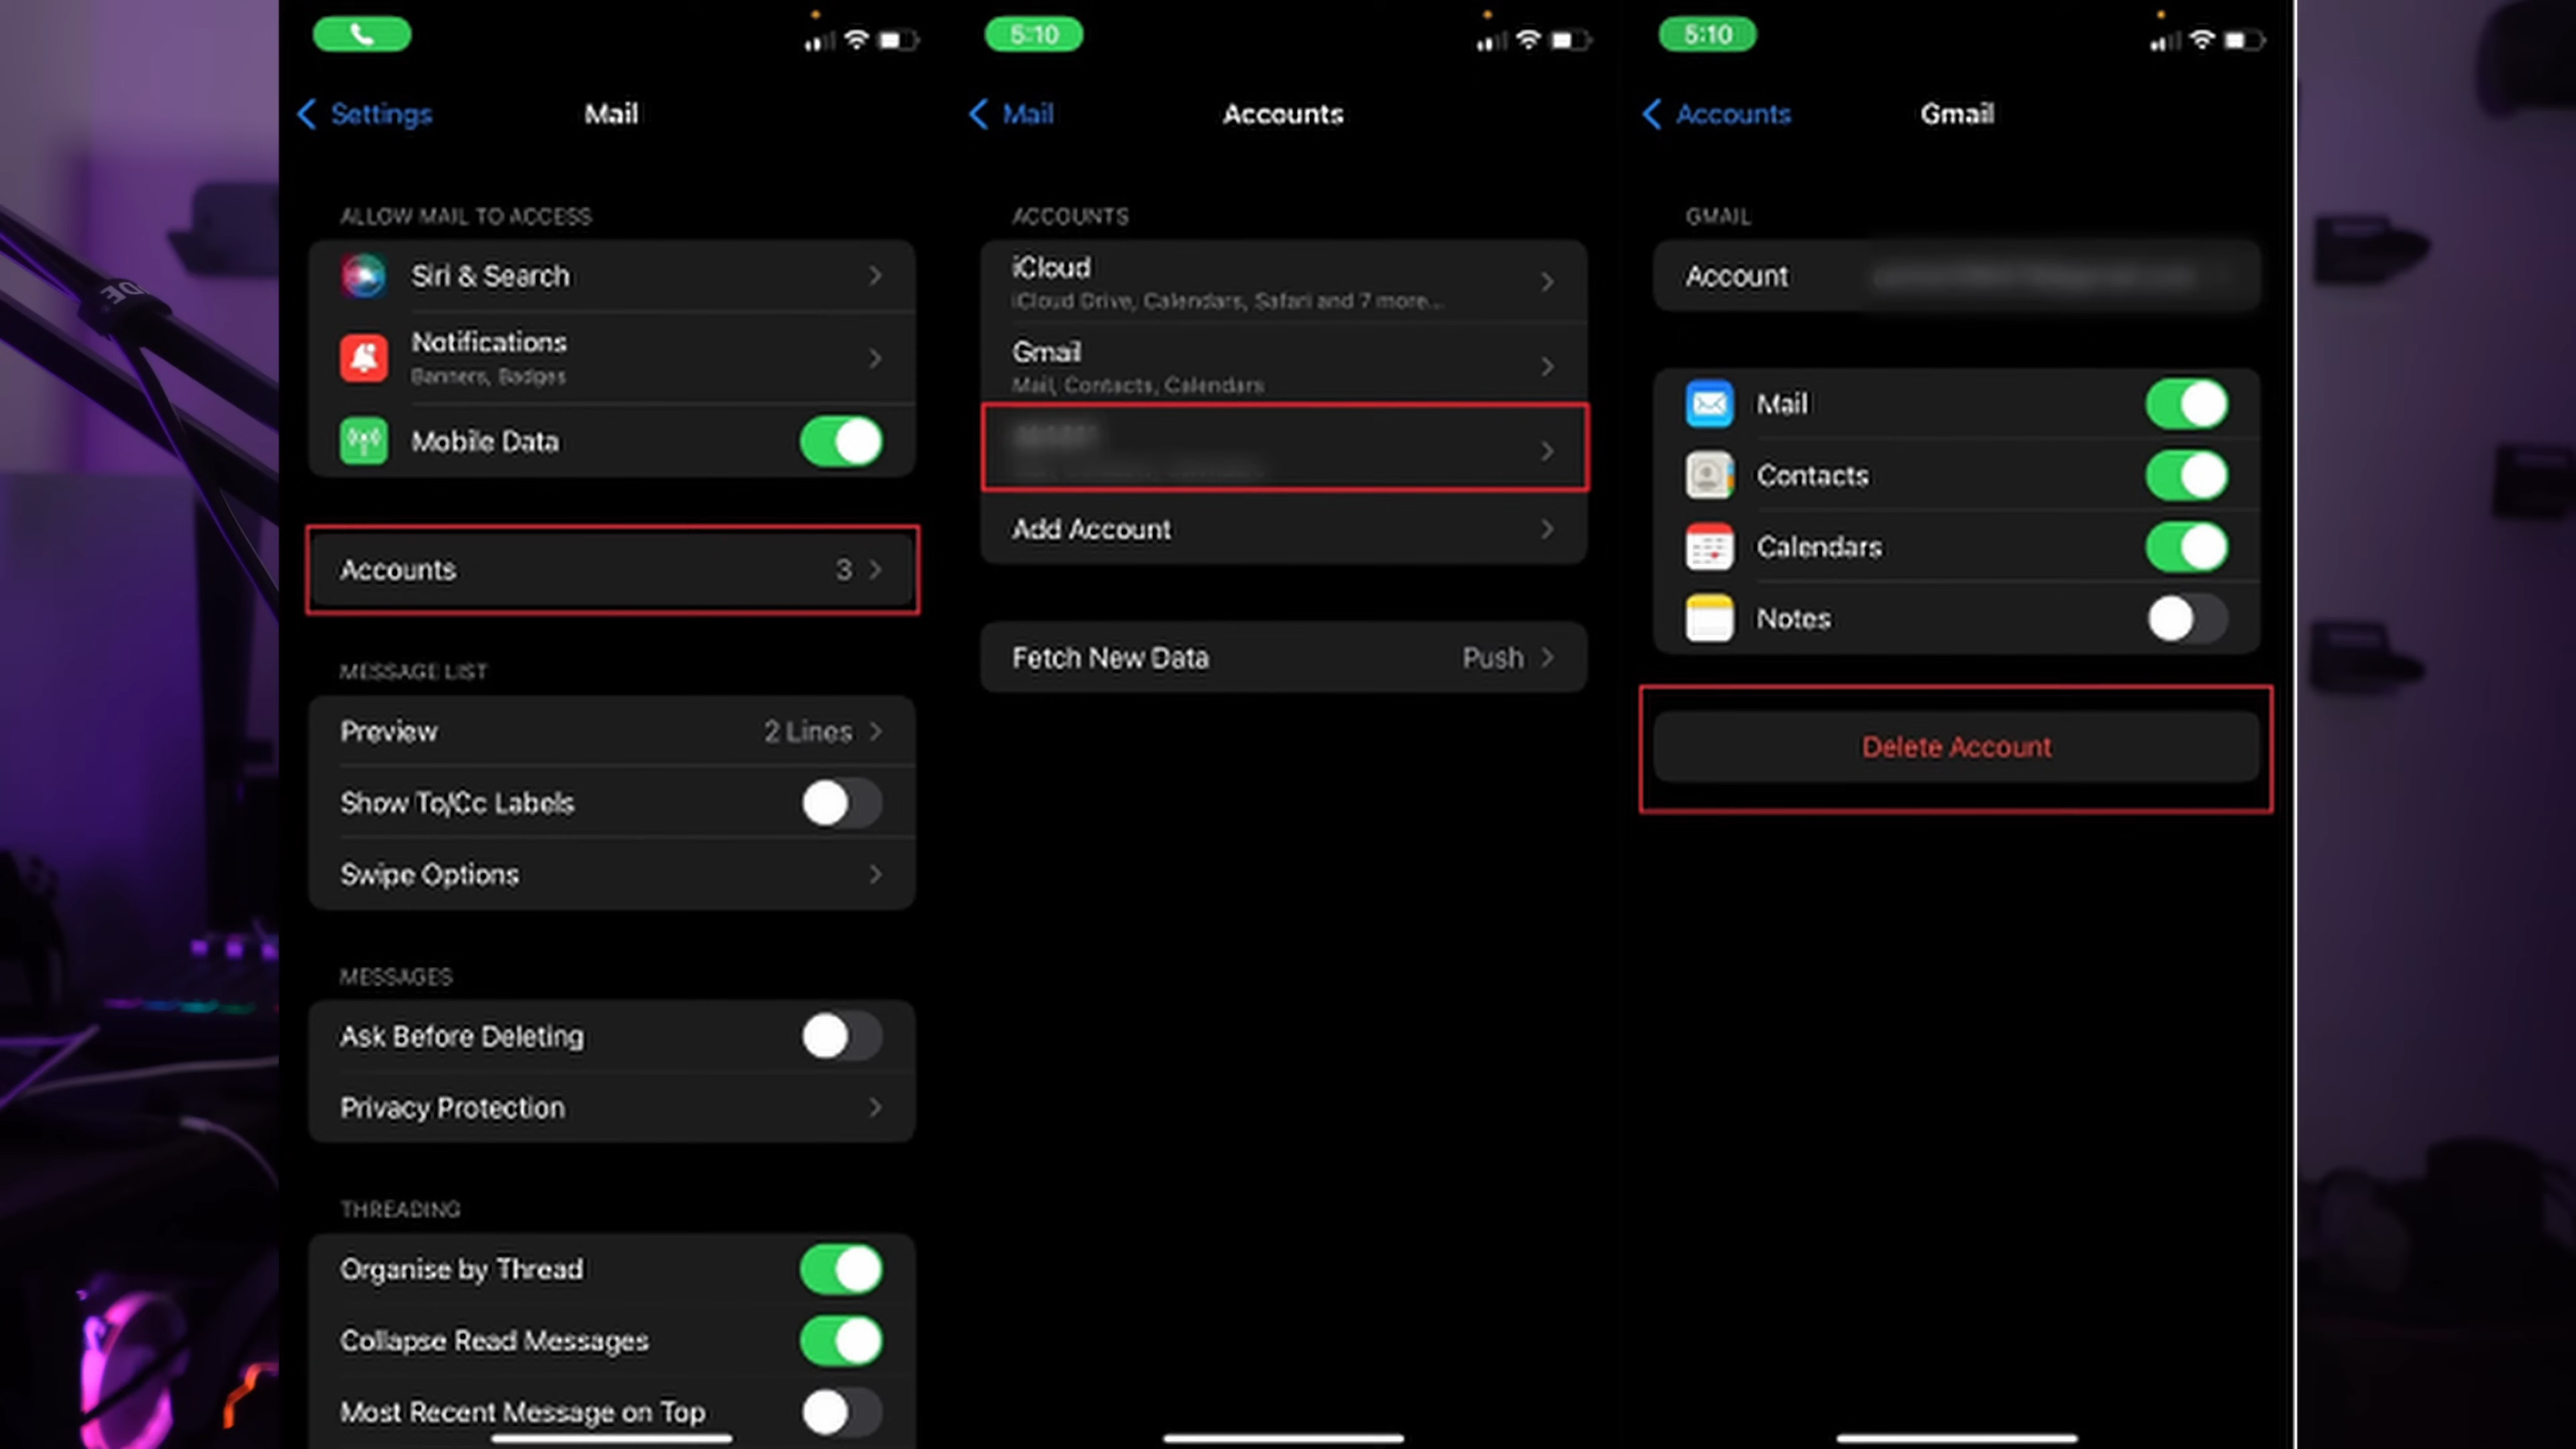 Settings
Mail
ALLOW MAIL TO ACCESS
Siri & Search
Notifications
Banners, Badges
Mobile Data
Accounts 3
MESSAGE LIST
Preview 2 Lines
Show To/Cc Labels
Swipe Options
MESSAGES
Ask Before Deleting
Privacy Protection
THREADING
Organise by Thread
Collapse Read Messages
Most Recent Message on Top
5:10
Mail
Accounts
ACCOUNTS
iCloud
iCloud Drive, Calendars, Safari and 7 more...
Gmail
Mail, Contacts, Calendars
Add Account
Fetch New Data Push
5:10
Accounts
Gmail
GMAIL
Account
Mail
Contacts
Calendars
Notes
Delete Account